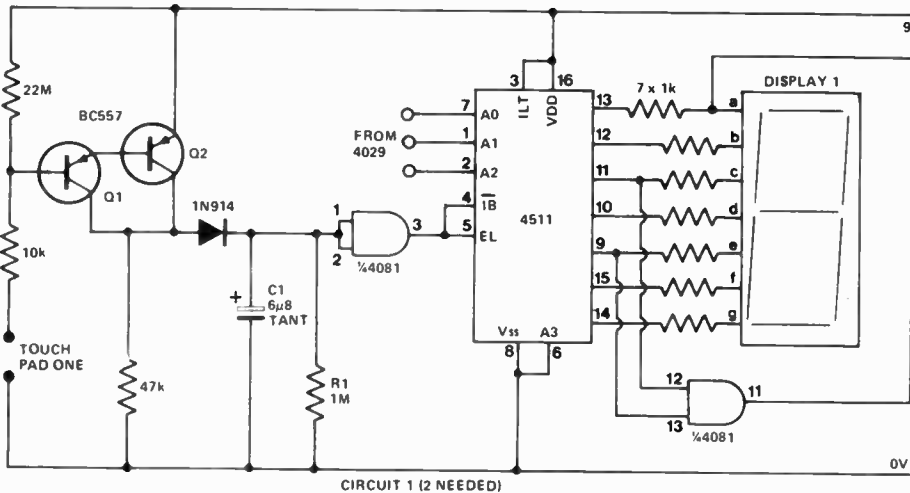 9
3
16
ILT
VDD
13
7 x 1k
DISPLAY 1
a
22M
BC557
7
A0
FROM
4029
1
A1
2
A2
12
b
11
c
Q1
Q2
4
IB
4511
10
d
1N914
1
2
3
¼4081
5
EL
9
e
10k
C1
+
6µ8
TANT
15
f
14
g
Vss
A3
8
6
TOUCH
PAD ONE
47k
R1
1M
12
13
11
¼4081
0V
CIRCUIT 1 (2 NEEDED)